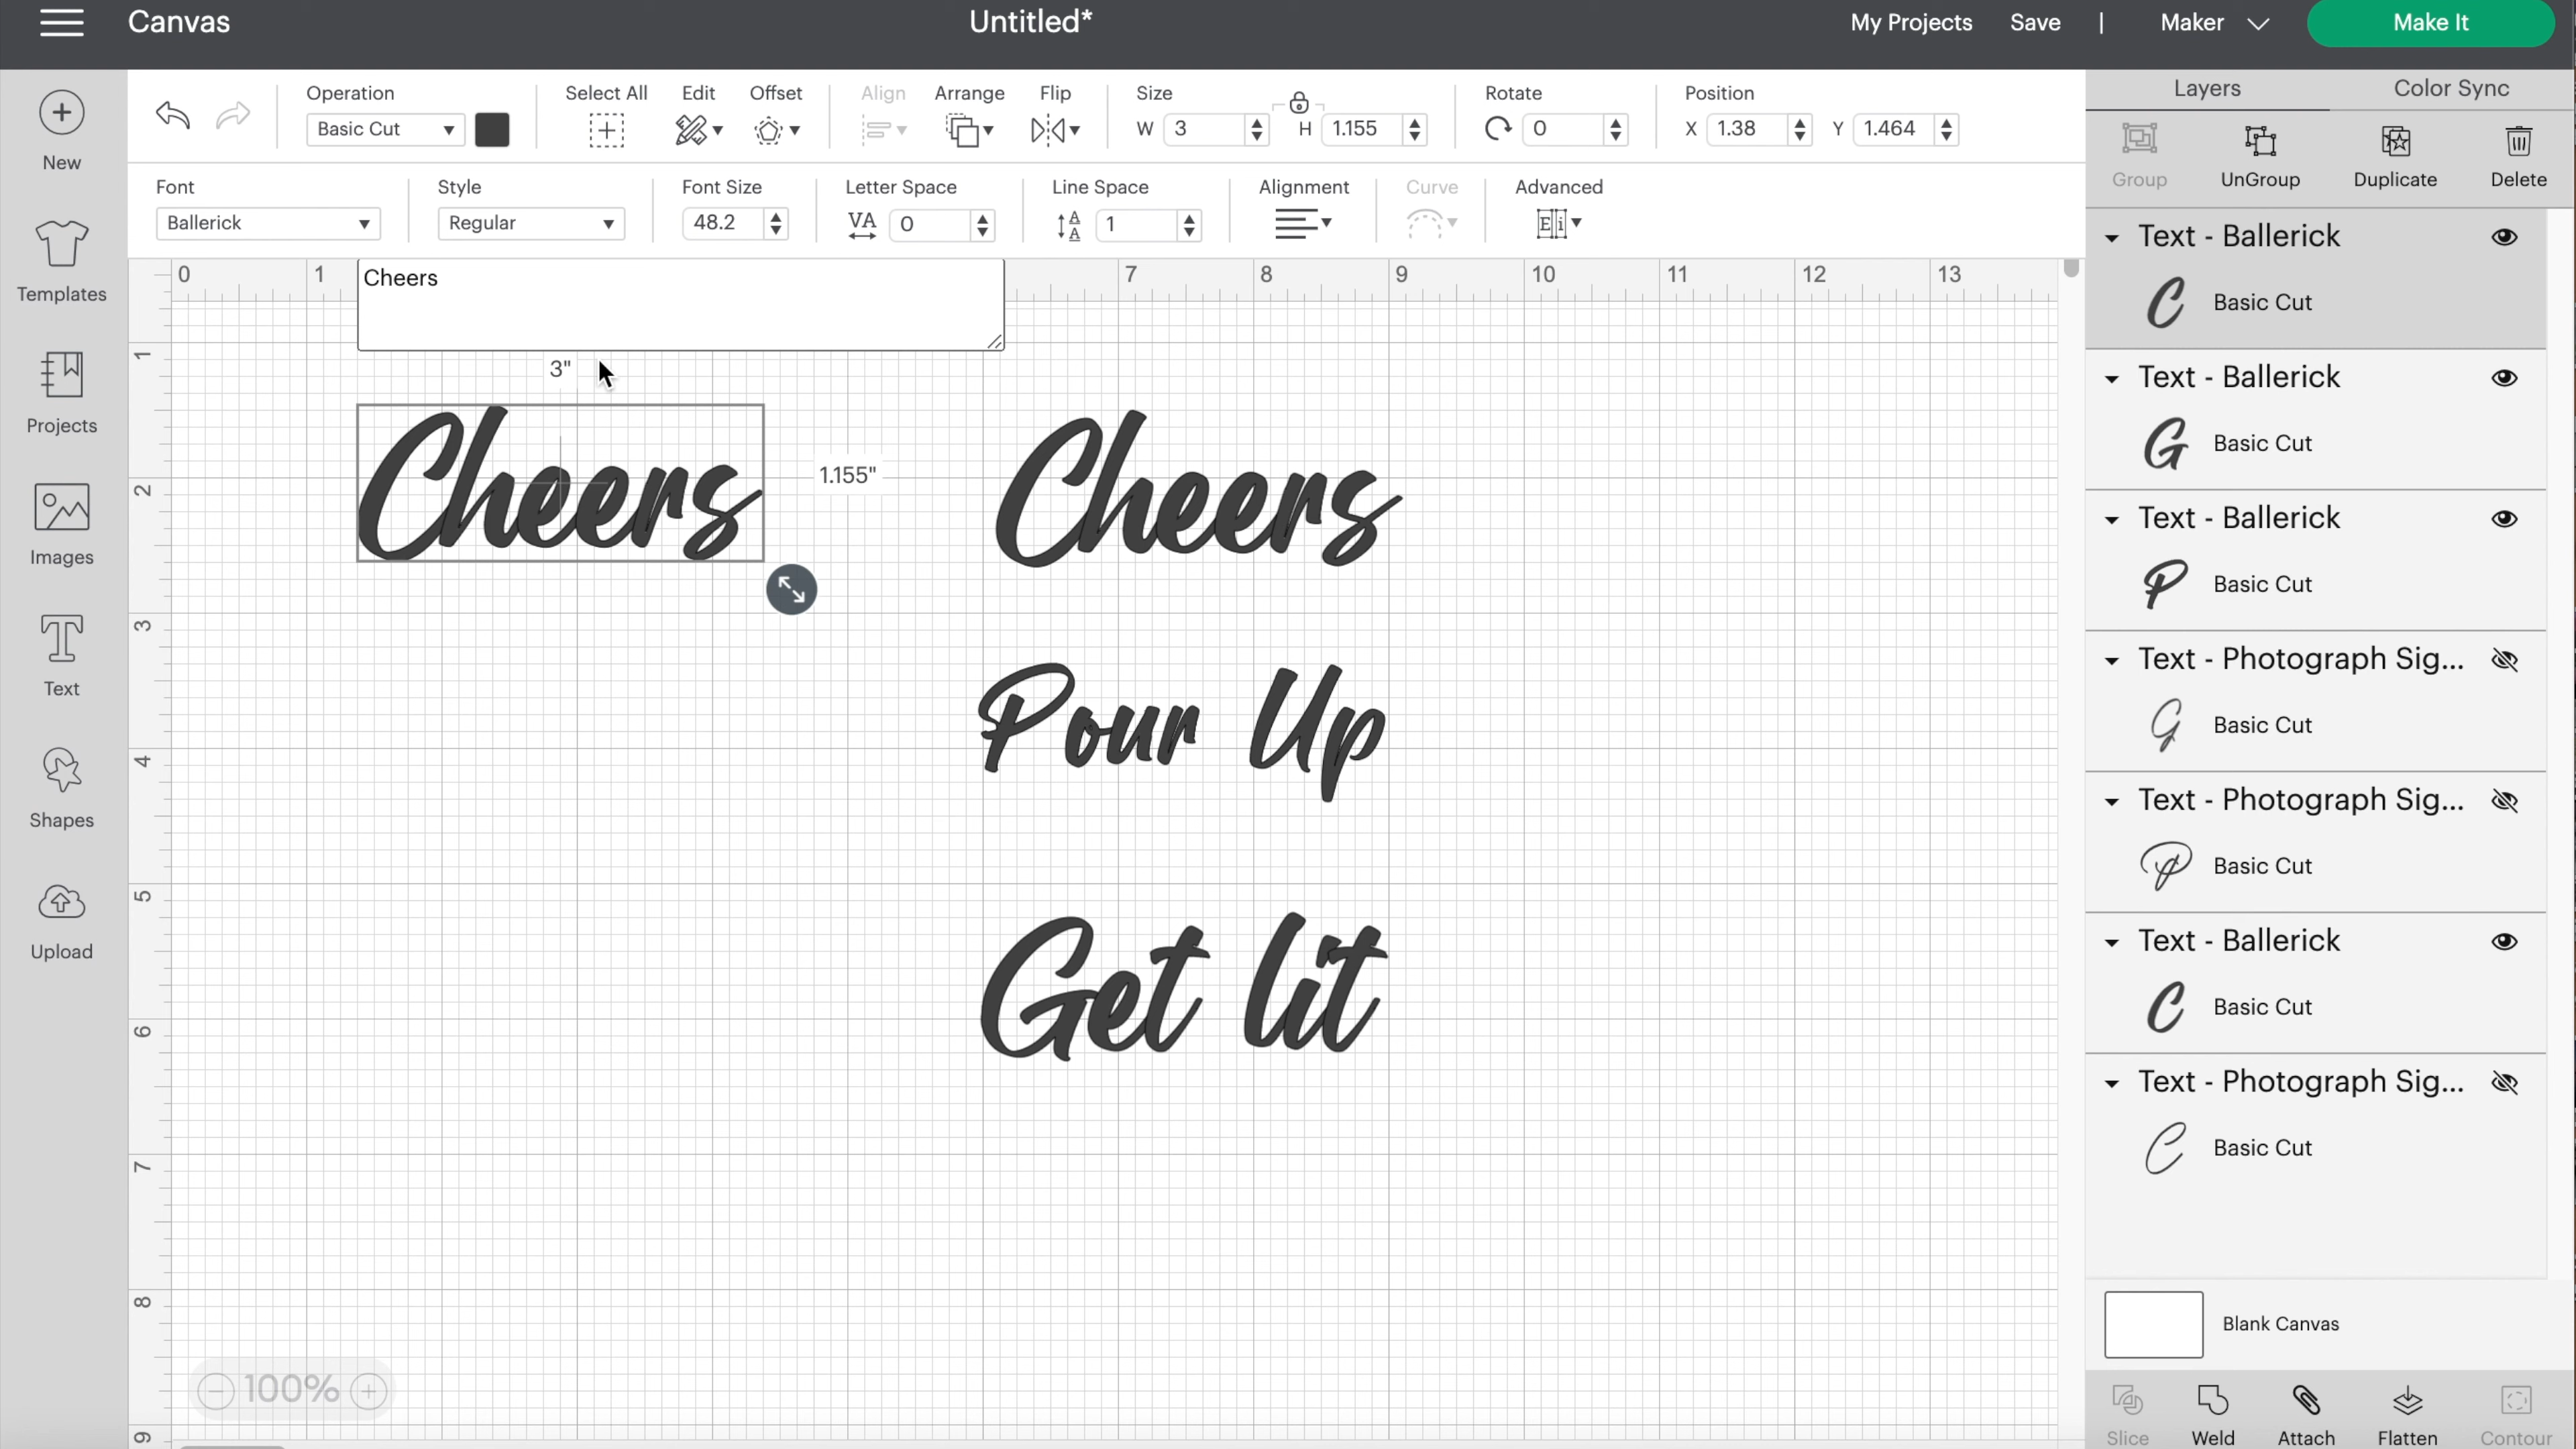 Canvas
Untitled*
My Projects Save | Maker Make It
New
Templates
Projects
Images
Text
Shapes
Upload
Operation
Basic Cut
Select All
Edit
Offset
Align
Arrange
Flip
Size
W 3
H 1.155
Rotate
0
Position
X 1.38
Y 1.464
Font
Ballerick
Style
Regular
Font Size
48.2
Letter Space
VA 0
Line Space
A A 1
Alignment
Curve
Advanced
0 1 7 8 9 10 11 12 13
Cheers
3"
1.155"
Cheers
Cheers
Pour Up
Get lit
1
2
3
4
5
6
7
8
9
100%
Layers Color Sync
Group UnGroup Duplicate Delete
Text - Ballerick
C Basic Cut
Text - Ballerick
G Basic Cut
Text - Ballerick
P Basic Cut
Text - Photograph Sig...
G Basic Cut
Text - Photograph Sig...
P Basic Cut
Text - Ballerick
C Basic Cut
Text - Photograph Sig...
C Basic Cut
Blank Canvas
Slice Weld Attach Flatten Contour